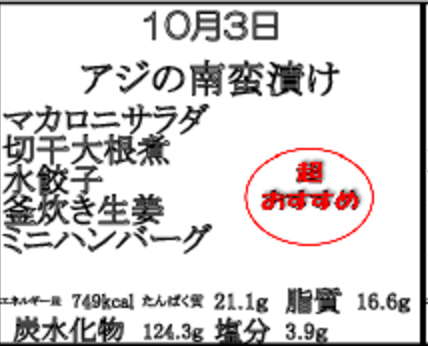 10月3日
アジの南蛮漬け
マカロニサラダ
切干大根煮
水餃子
釜炊き生姜
ミニハンバーグ
超
おすすめ
エネルギー量 749kcal たんぱく質 21.1g 脂質 16.6g
炭水化物 124.3g 塩分 3.9g